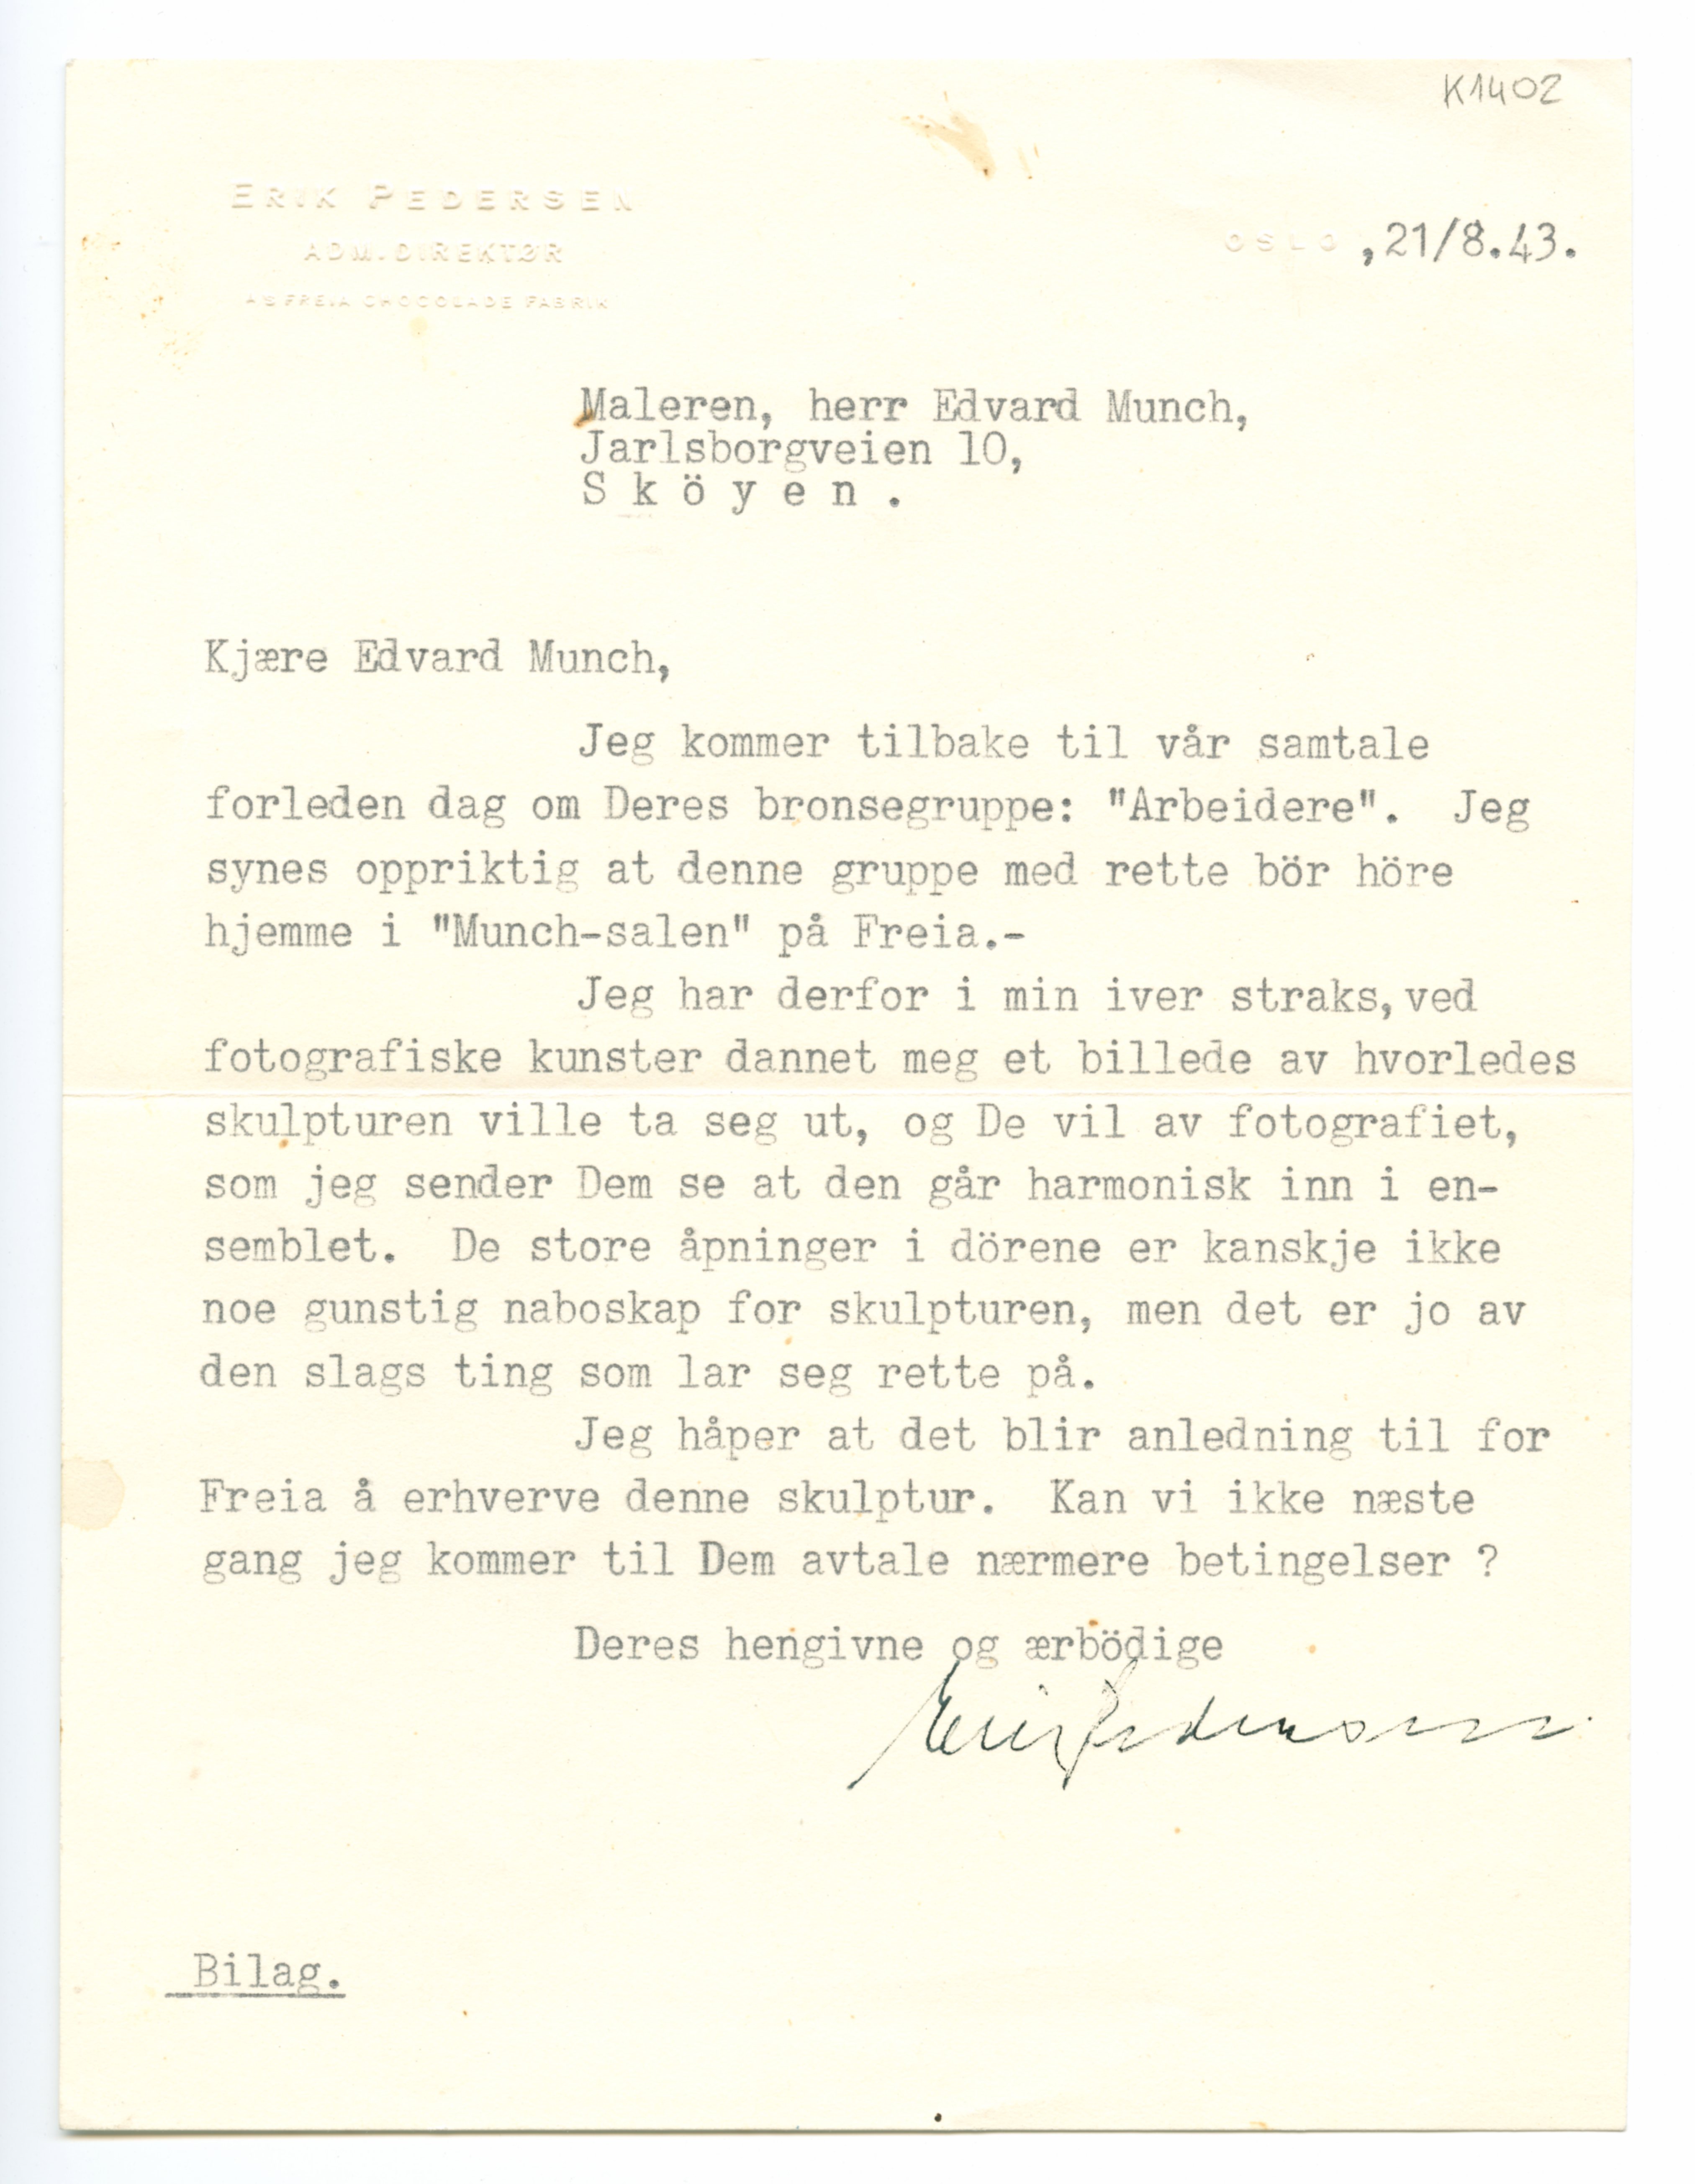 K1402
ERIK PEDERSEN
ADM. DIREKTØR
A/S FREIA CHOCOLADE FABRIK
OSLO ,21/8.43.
Maleren, herr Edvard Munch,
Jarlsborgveien 10,
S k ö y e n .
Kjære Edvard Munch,
Jeg kommer tilbake til vår samtale
forleden dag om Deres bronsegruppe: "Arbeidere". Jeg
synes oppriktig at denne gruppe med rette bör höre
hjemme i "Munch-salen" på Freia.-
Jeg har derfor i min iver straks, ved
fotografiske kunster dannet meg et billede av hvorledes
skulpturen ville ta seg ut, og De vil av fotografiet,
som jeg sender Dem se at den går harmonisk inn i en-
semblet. De store åpninger i dörene er kanskje ikke
noe gunstig naboskap for skulpturen, men det er jo av
den slags ting som lar seg rette på.
Jeg håper at det blir anledning til for
Freia å erhverve denne skulptur. Kan vi ikke næste
gang jeg kommer til Dem avtale nærmere betingelser ?
Deres hengivne og ærbödige
Erik Pedersen.
Bilag.